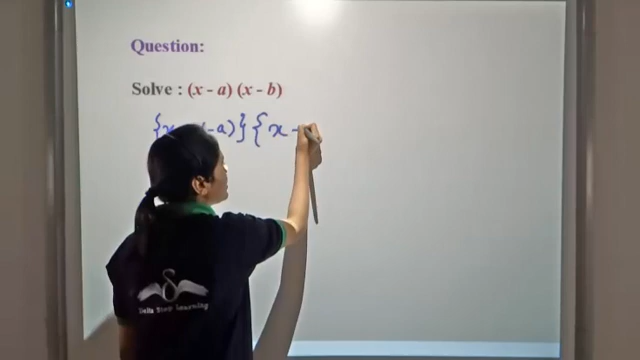 Question:
Solve : (x - a) (x - b)
{x (-a)} {x -
Delta Step Learning